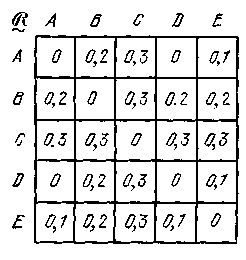 R A B C D E
A 0 0,2 0,3 0 0,1
B 0,2 0 0,3 0.2 0,2
C 0.3 0,3 0 0,3 0,3
D 0 0,2 0,3 0 0,1
E 0,1 0,2 0,3 0,1 0